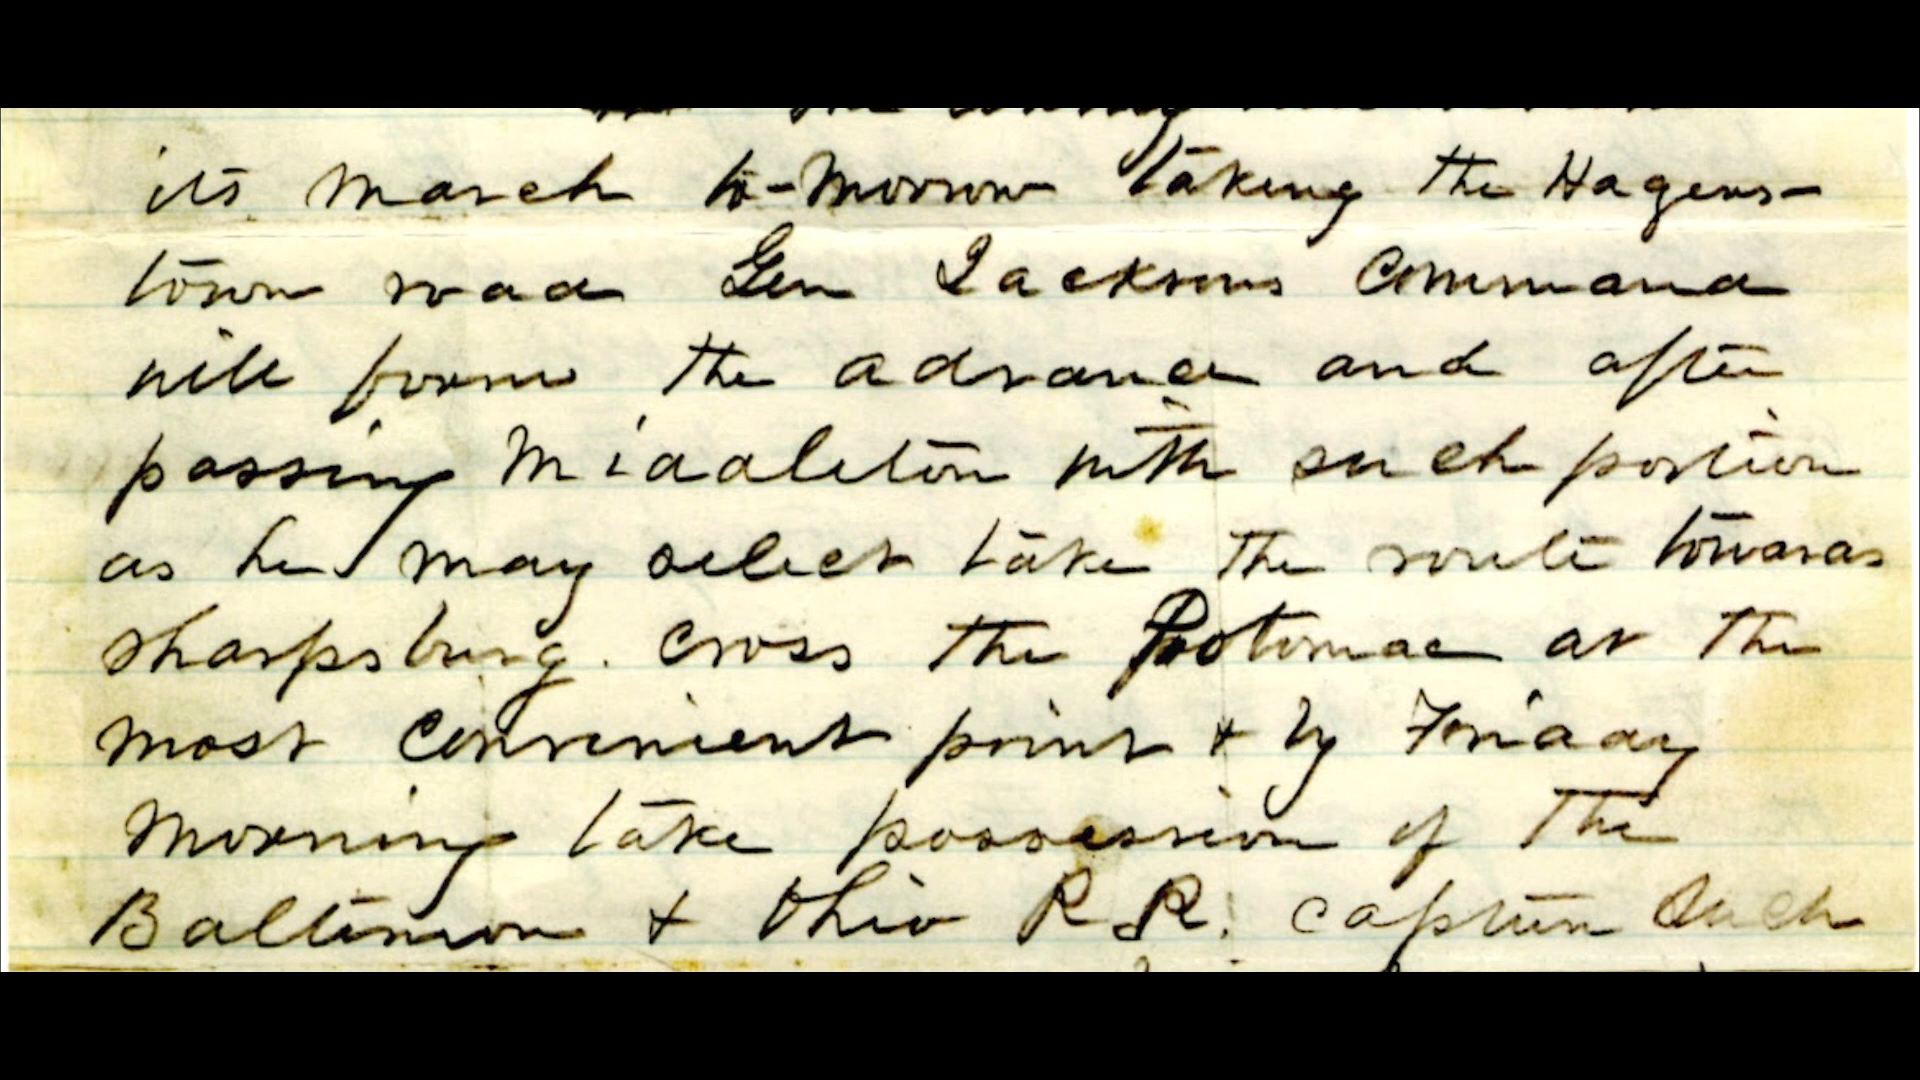 its march to-morrow taking the Hagers-
town road Gen Jacksons Command
will form the advance and after
passing Middleton with such portion
as he may select take the route towards
Sharpsburg. cross the Potomac at the
most convenient point & by Friday
morning take possession of the
Baltimore & Ohio R.R. capture such